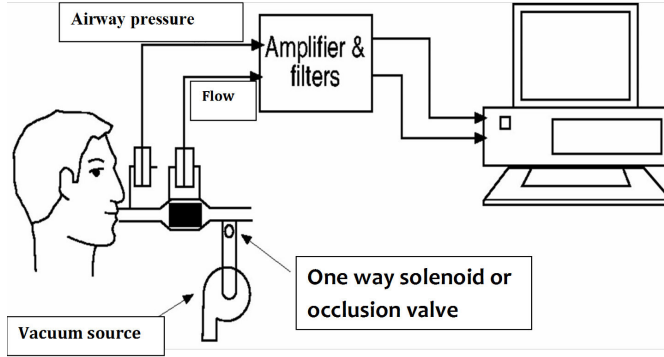 Airway pressure
Amplifier &
filters
Flow
One way solenoid or
occlusion valve
Vacuum source